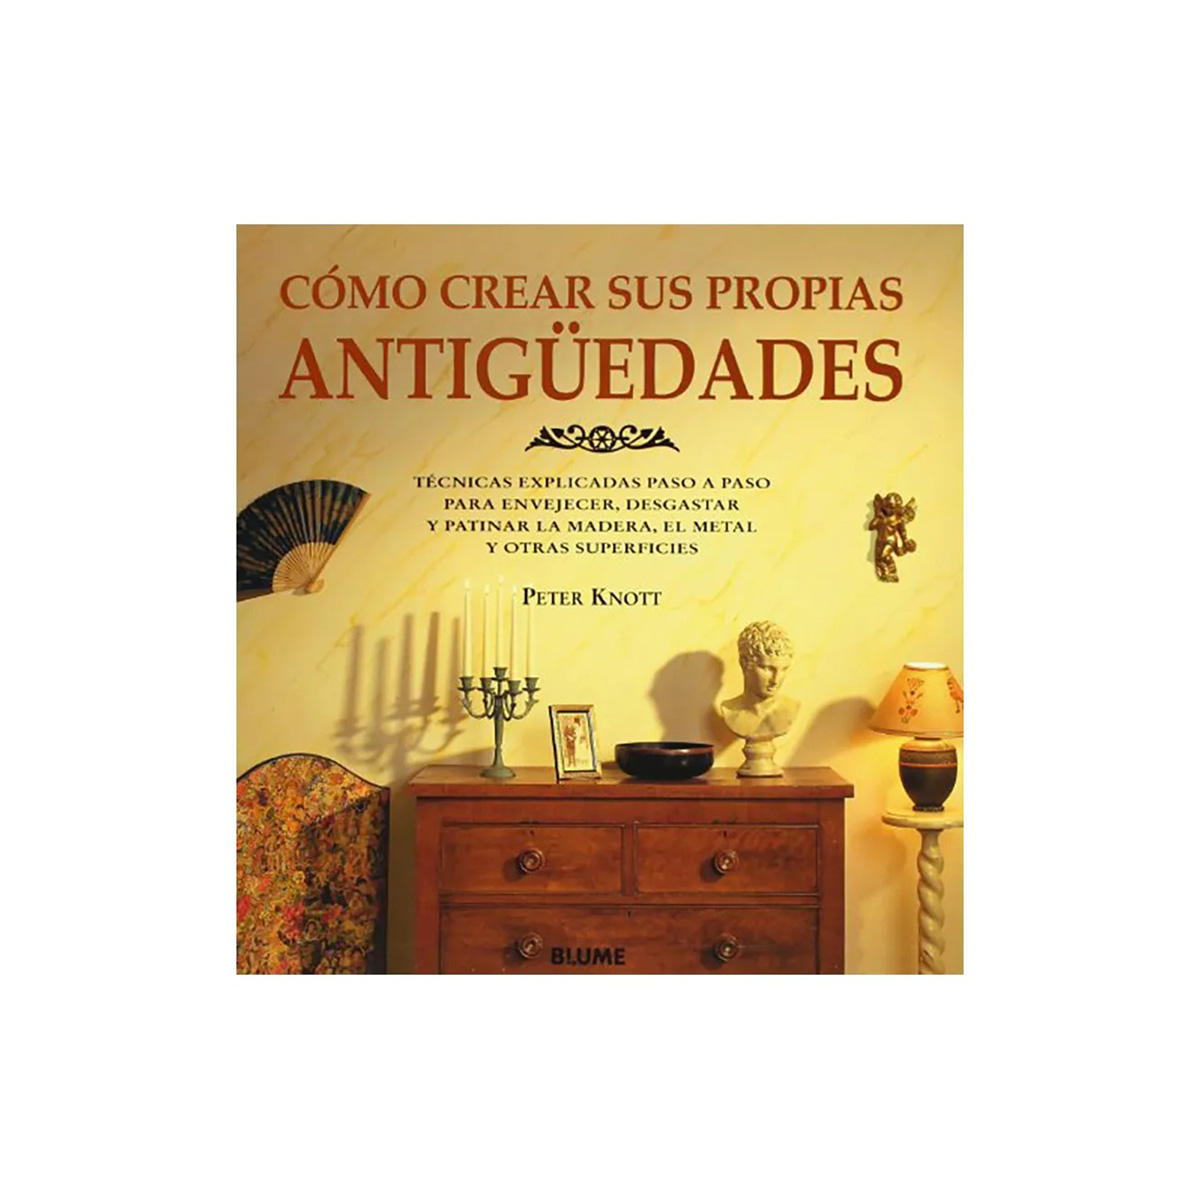 CÓMO CREAR SUS PROPIAS
ANTIGÜEDADES
TÉCNICAS EXPLICADAS PASO A PASO
PARA ENVEJECER, DESGASTAR
Y PATINAR LA MADERA, EL METAL
Y OTRAS SUPERFICIES
PETER KNOTT
BLUME